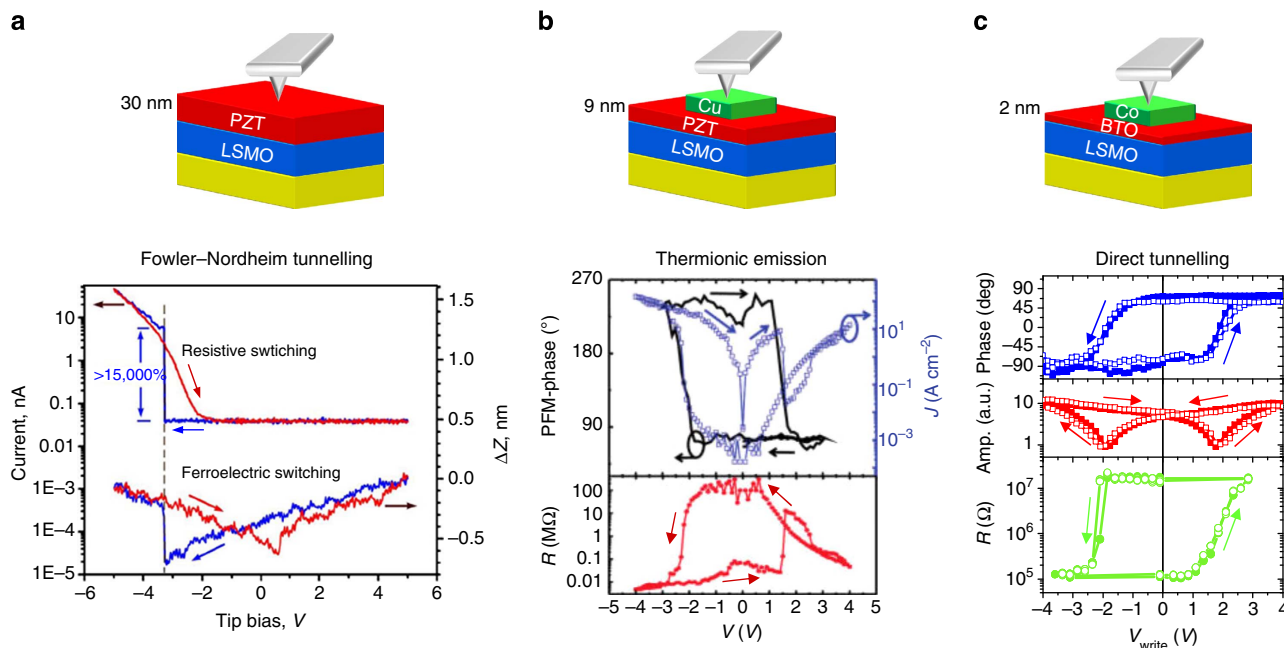 a
30 nm
PZT
LSMO
Fowler–Nordheim tunnelling
Current, nA
10
1
0.1
0.01
1E–3
1E–4
1E–5
Resistive swtiching
>15,000%
Ferroelectric switching
1.5
1.2
0.9
0.6
0.3
0.0
–0.5
ΔZ, nm
–6 –4 –2 0 2 4 6
Tip bias, V
b
9 nm
Cu
PZT
LSMO
Thermionic emission
PFM-phase (°)
270
180
90
10¹
10⁻¹
10⁻³
J (A cm⁻²)
R (MΩ)
100
10
1
0.1
0.01
–5 –4 –3 –2 –1 0 1 2 3 4 5
V (V)
c
2 nm
Co
BTO
LSMO
Direct tunnelling
Phase (deg)
90
45
0
–45
–90
Amp. (a.u.)
10
1
R (Ω)
10⁷
10⁶
10⁵
–4 –3 –2 –1 0 1 2 3 4
V write (V)